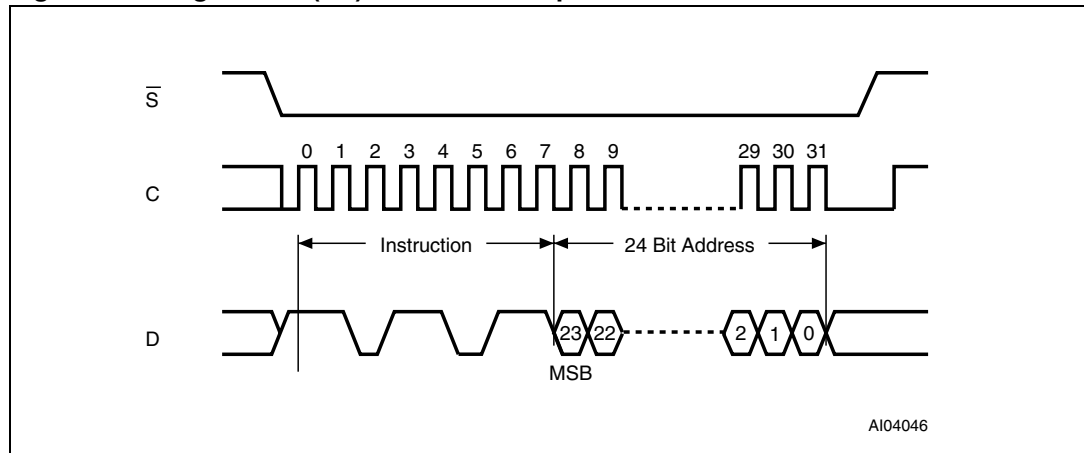 S
0 1 2 3 4 5 6 7 8 9 29 30 31
C
Instruction 24 Bit Address
D 23 22 2 1 0
MSB
AI04046